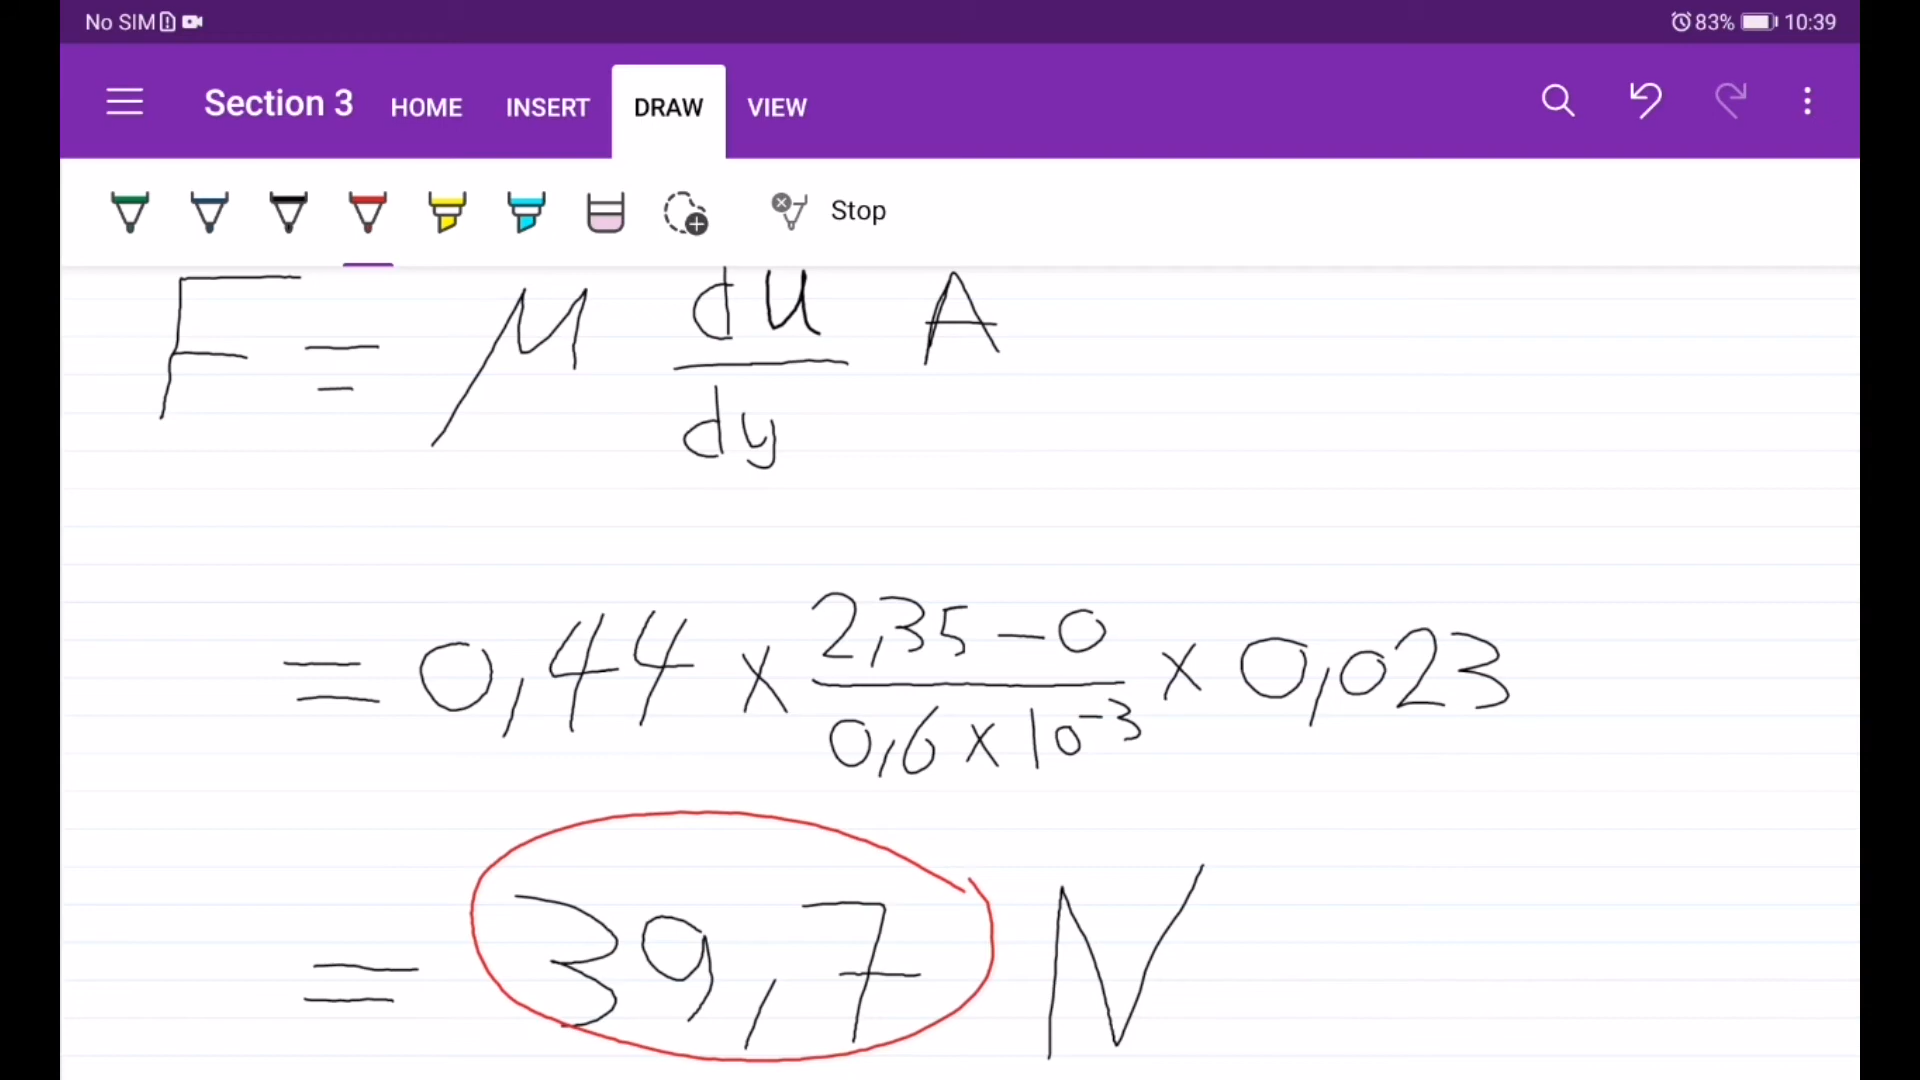 No SIM 83% 10:39
Section 3 HOME INSERT DRAW VIEW
Stop
F = μ du/dy A
= 0,44 x (2,35 - 0)/(0,6 x 10⁻³) x 0,023
= 39,7 N